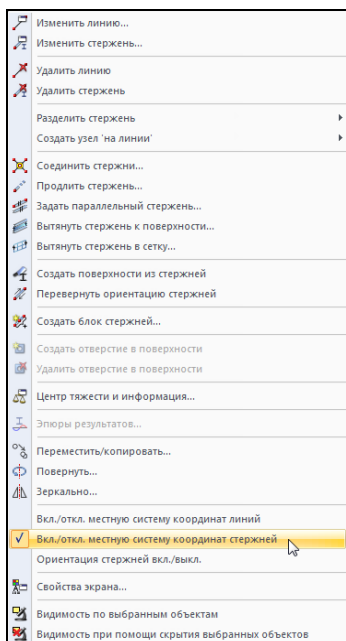 Изменить линию...
Изменить стержень...
Удалить линию
Удалить стержень
Разделить стержень
Создать узел 'на линии'
Соединить стержни...
Продлить стержень...
Задать параллельный стержень...
Вытянуть стержень к поверхности...
Вытянуть стержень в сетку...
Создать поверхности из стержней
Перевернуть ориентацию стержней
Создать блок стержней...
Создать отверстие в поверхности
Удалить отверстие в поверхности
Центр тяжести и информация...
Эпюры результатов...
Переместить/копировать...
Повернуть...
Зеркально...
Вкл./откл. местную систему координат линий
Вкл./откл. местную систему координат стержней
Ориентация стержней вкл./выкл.
Свойства экрана...
Видимость по выбранным объектам
Видимость при помощи скрытия выбранных объектов